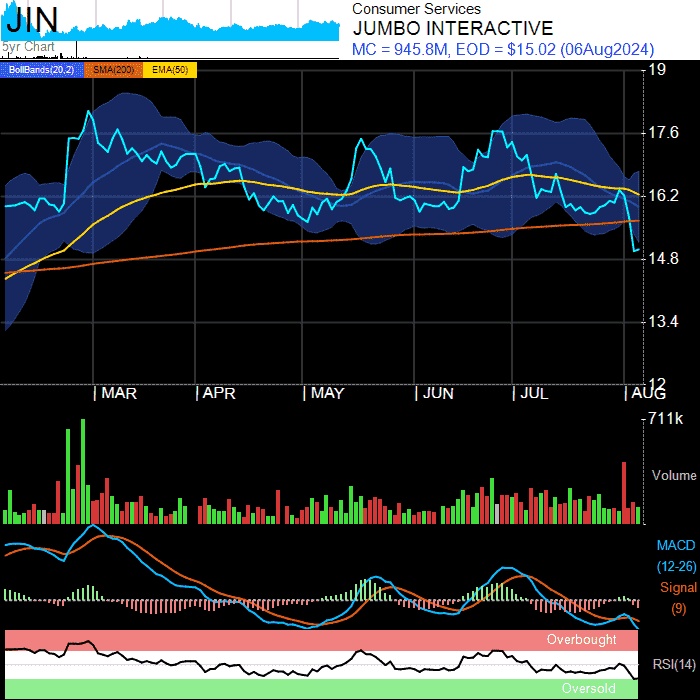 JIN
5yr Chart
Consumer Services
JUMBO INTERACTIVE
MC = 945.8M, EOD = $15.02 (06Aug2024)
BollBands(20,2) SMA(200) EMA(50)
19
17.6
16.2
14.8
13.4
12
MAR APR MAY JUN JUL AUG
711k
Volume
MACD
(12-26)
Signal
(9)
Overbought
RSI(14)
Oversold